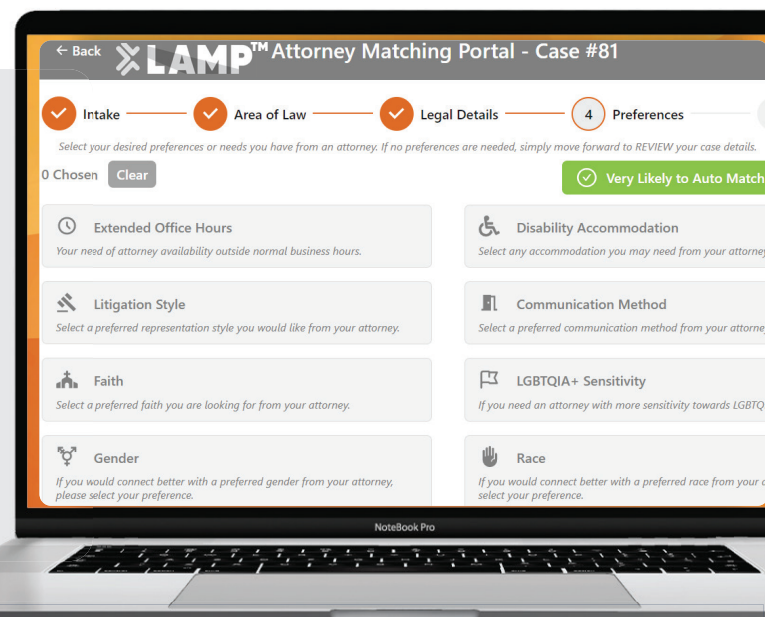 ← Back LAMP™ Attorney Matching Portal - Case #81
Intake Area of Law Legal Details 4 Preferences
Select your desired preferences or needs you have from an attorney. If no preferences are needed, simply move forward to REVIEW your case details.
0 Chosen Clear Very Likely to Auto Match
Extended Office Hours
Your need of attorney availability outside normal business hours.
Disability Accommodation
Select any accommodation you may need from your attorney
Litigation Style
Select a preferred representation style you would like from your attorney.
Communication Method
Select a preferred communication method from your attorney
Faith
Select a preferred faith you are looking for from your attorney.
LGBTQIA+ Sensitivity
If you need an attorney with more sensitivity towards LGBTQ
Gender
If you would connect better with a preferred gender from your attorney,
please select your preference.
Race
If you would connect better with a preferred race from your
select your preference.
NoteBook Pro